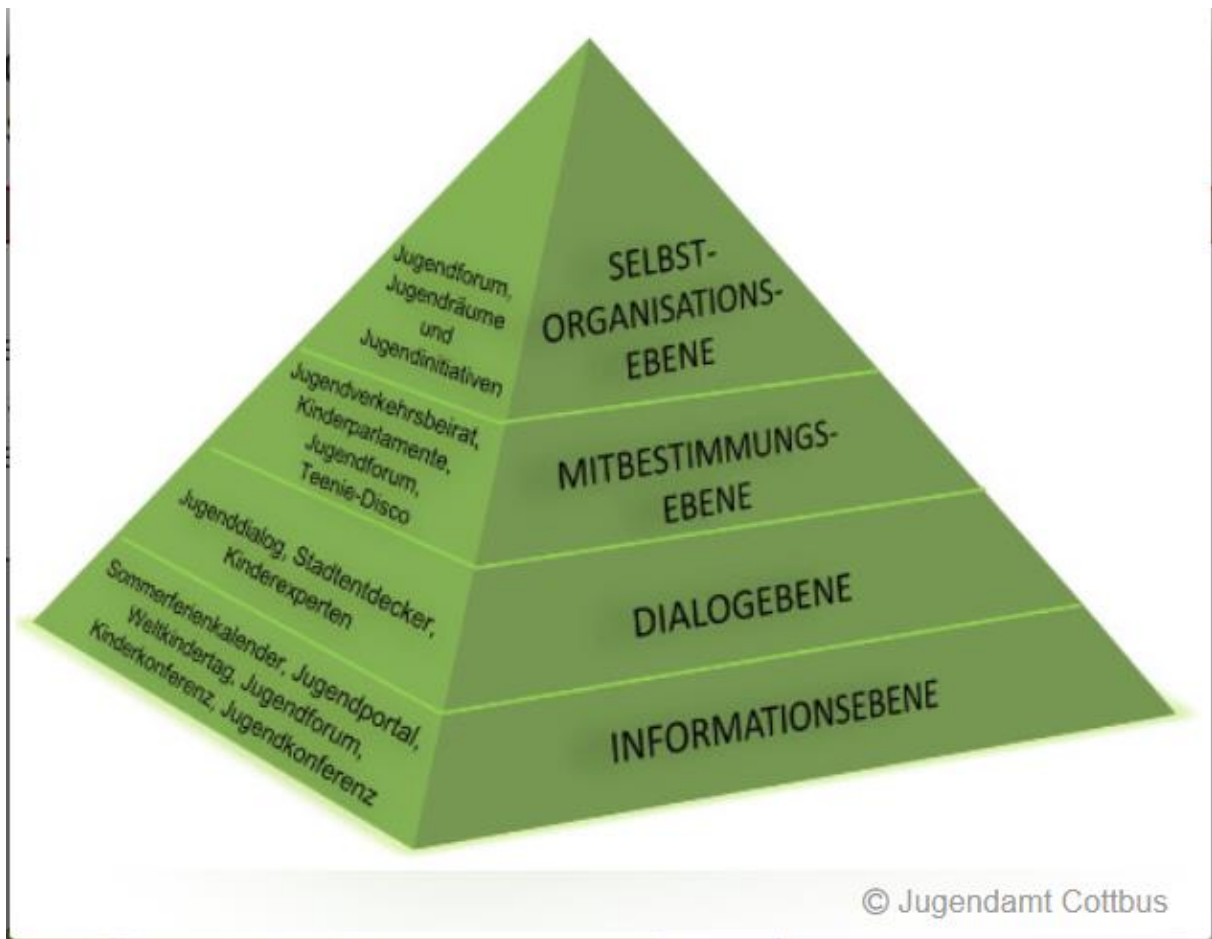 Jugendforum,
Jugendräume
und
Jugendinitiativen
SELBST-
ORGANISATIONS-
EBENE
Jugendverkehrsbeirat,
Kinderparlamente,
Jugendforum,
Teenie-Disco
MITBESTIMMUNGS-
EBENE
Jugenddialog, Stadtentdecker,
Kinderexperten
DIALOGEBENE
Sommerferienkalender, Jugendportal,
Weltkindertag, Jugendforum,
Kinderkonferenz, Jugendkonferenz
INFORMATIONSEBENE
© Jugendamt Cottbus